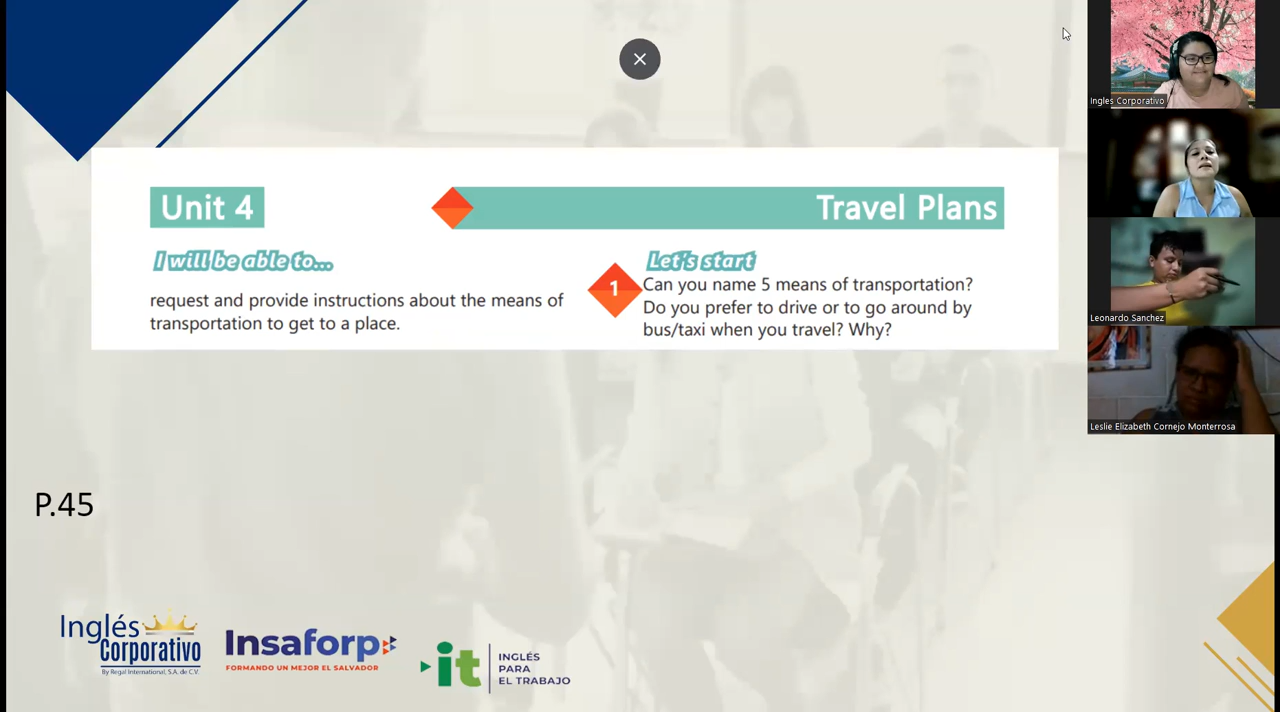 Unit 4
Travel Plans
I will be able to...
request and provide instructions about the means of
transportation to get to a place.
Let's start
1
Can you name 5 means of transportation?
Do you prefer to drive or to go around by
bus/taxi when you travel? Why?
P.45
Inglés
Corporativo
By Regal International, S.A. de C.V.
Insaforp
FORMANDO UN MEJOR EL SALVADOR
it
INGLÉS
PARA
EL TRABAJO
Ingles Corporativo
Leonardo Sanchez
Leslie Elizabeth Cornejo Monterrosa